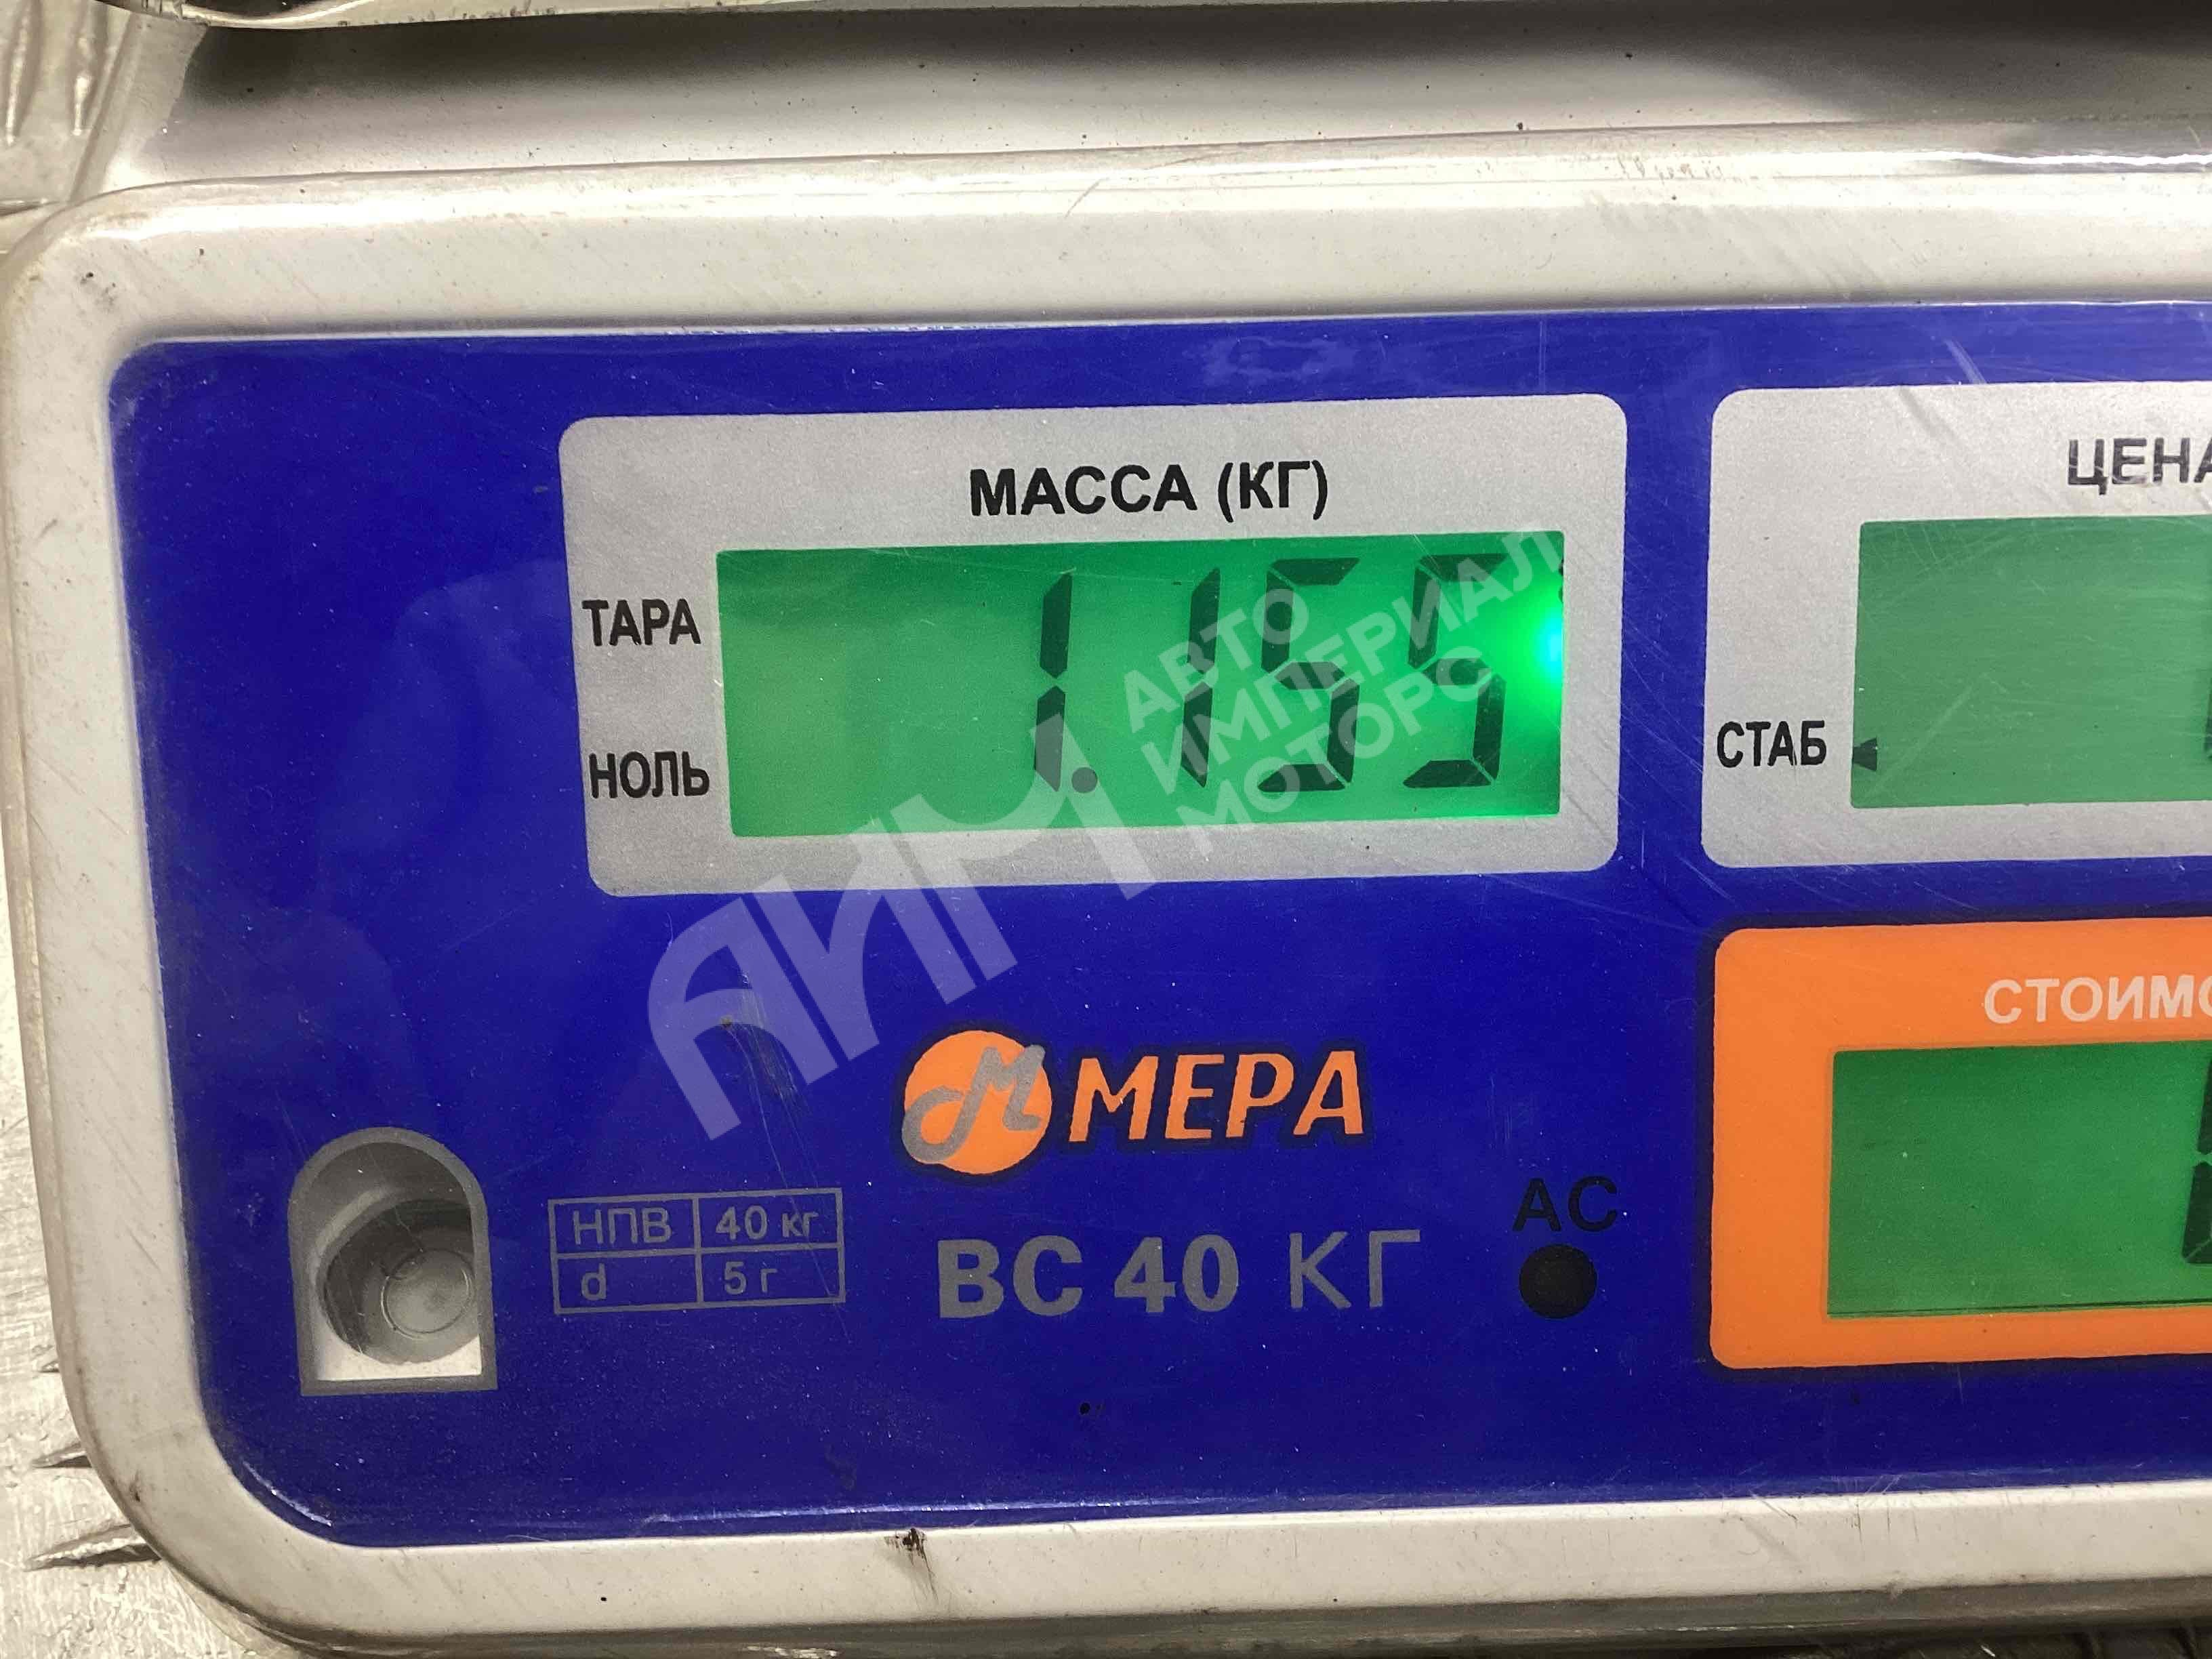 МАССА (КГ)
ЦЕНА
ТАРА
1.155
НОЛЬ
СТАБ
АВТО
ИМПЕРИАЛ
МОТОРС
АИМ
СТОИМО
М МЕРА
НПВ 40 кг
d 5 г
ВС 40 КГ
AC